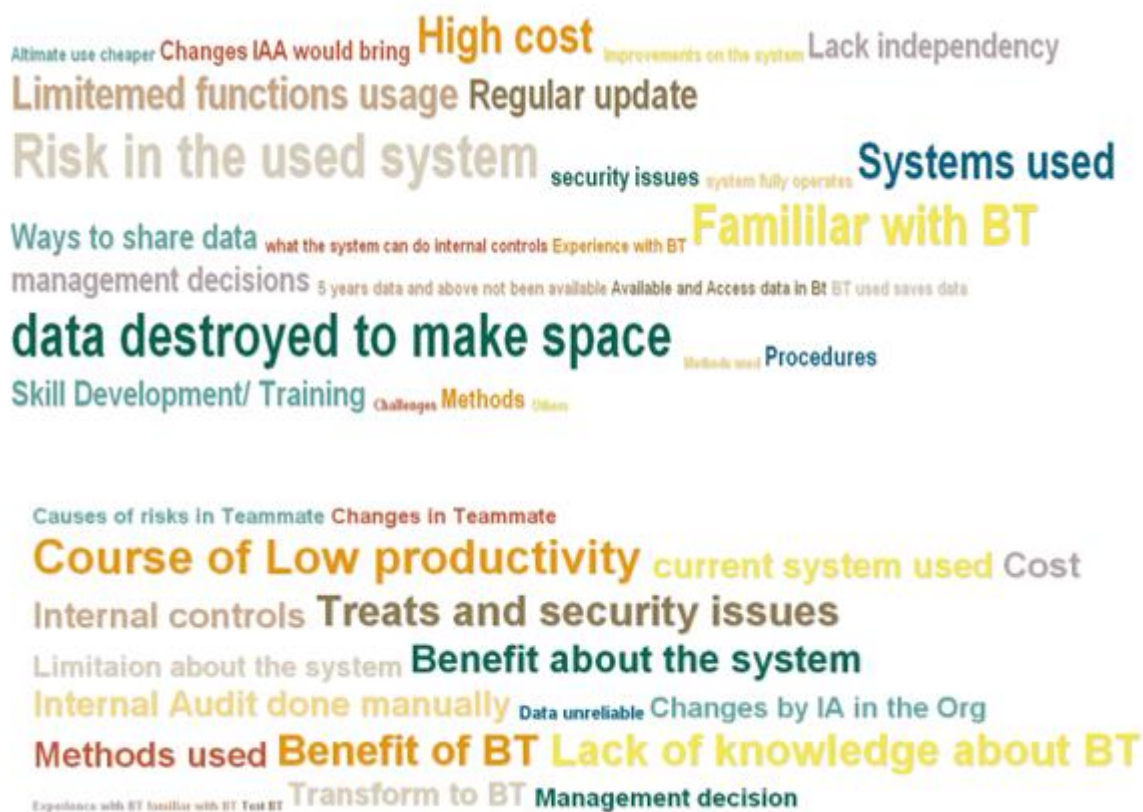 Altimate use cheaper Changes IAA would bring High cost Improvements on the system Lack independency
Limitemed functions usage Regular update
Risk in the used system security issues system fully operates Systems used
Ways to share data what the system can do internal controls Experience with BT Famililar with BT
management decisions 5 years data and above not been available Available and Access data in Bt BT used saves data
data destroyed to make space Methods used Procedures
Skill Development/ Training Challenges Methods Others
Causes of risks in Teammate Changes in Teammate
Course of Low productivity current system used Cost
Internal controls Treats and security issues
Limitaion about the system Benefit about the system
Internal Audit done manually Data unreliable Changes by IA in the Org
Methods used Benefit of BT Lack of knowledge about BT
Experience with BT familiar with BT Test BT Transform to BT Management decision